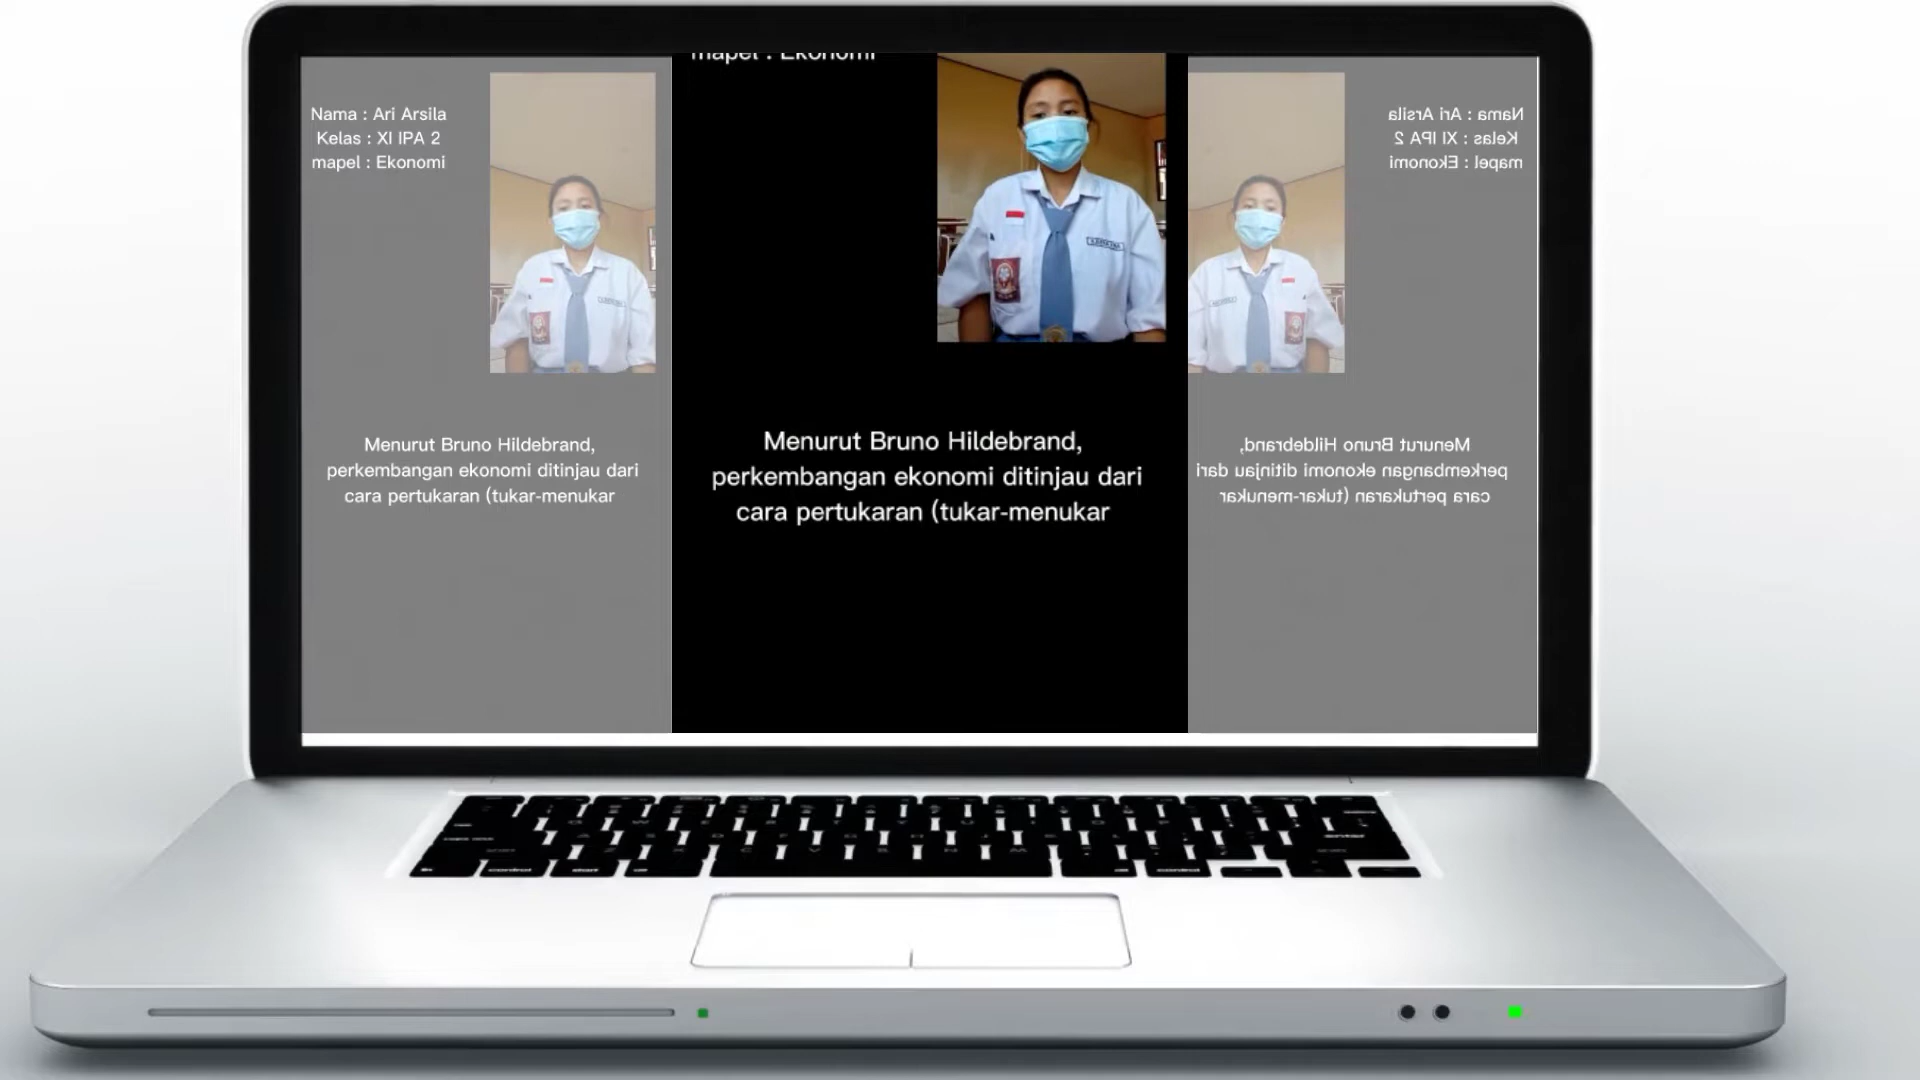 Nama : Ari Arsila
Kelas : XI IPA 2
mapel : Ekonomi
Menurut Bruno Hildebrand,
perkembangan ekonomi ditinjau dari
cara pertukaran (tukar-menukar
mapel : Ekonomi
Menurut Bruno Hildebrand,
perkembangan ekonomi ditinjau dari
cara pertukaran (tukar-menukar
Nama : Ari Arsila
Kelas : XI IPA 2
mapel : Ekonomi
Menurut Bruno Hildebrand,
perkembangan ekonomi ditinjau dari
cara pertukaran (tukar-menukar